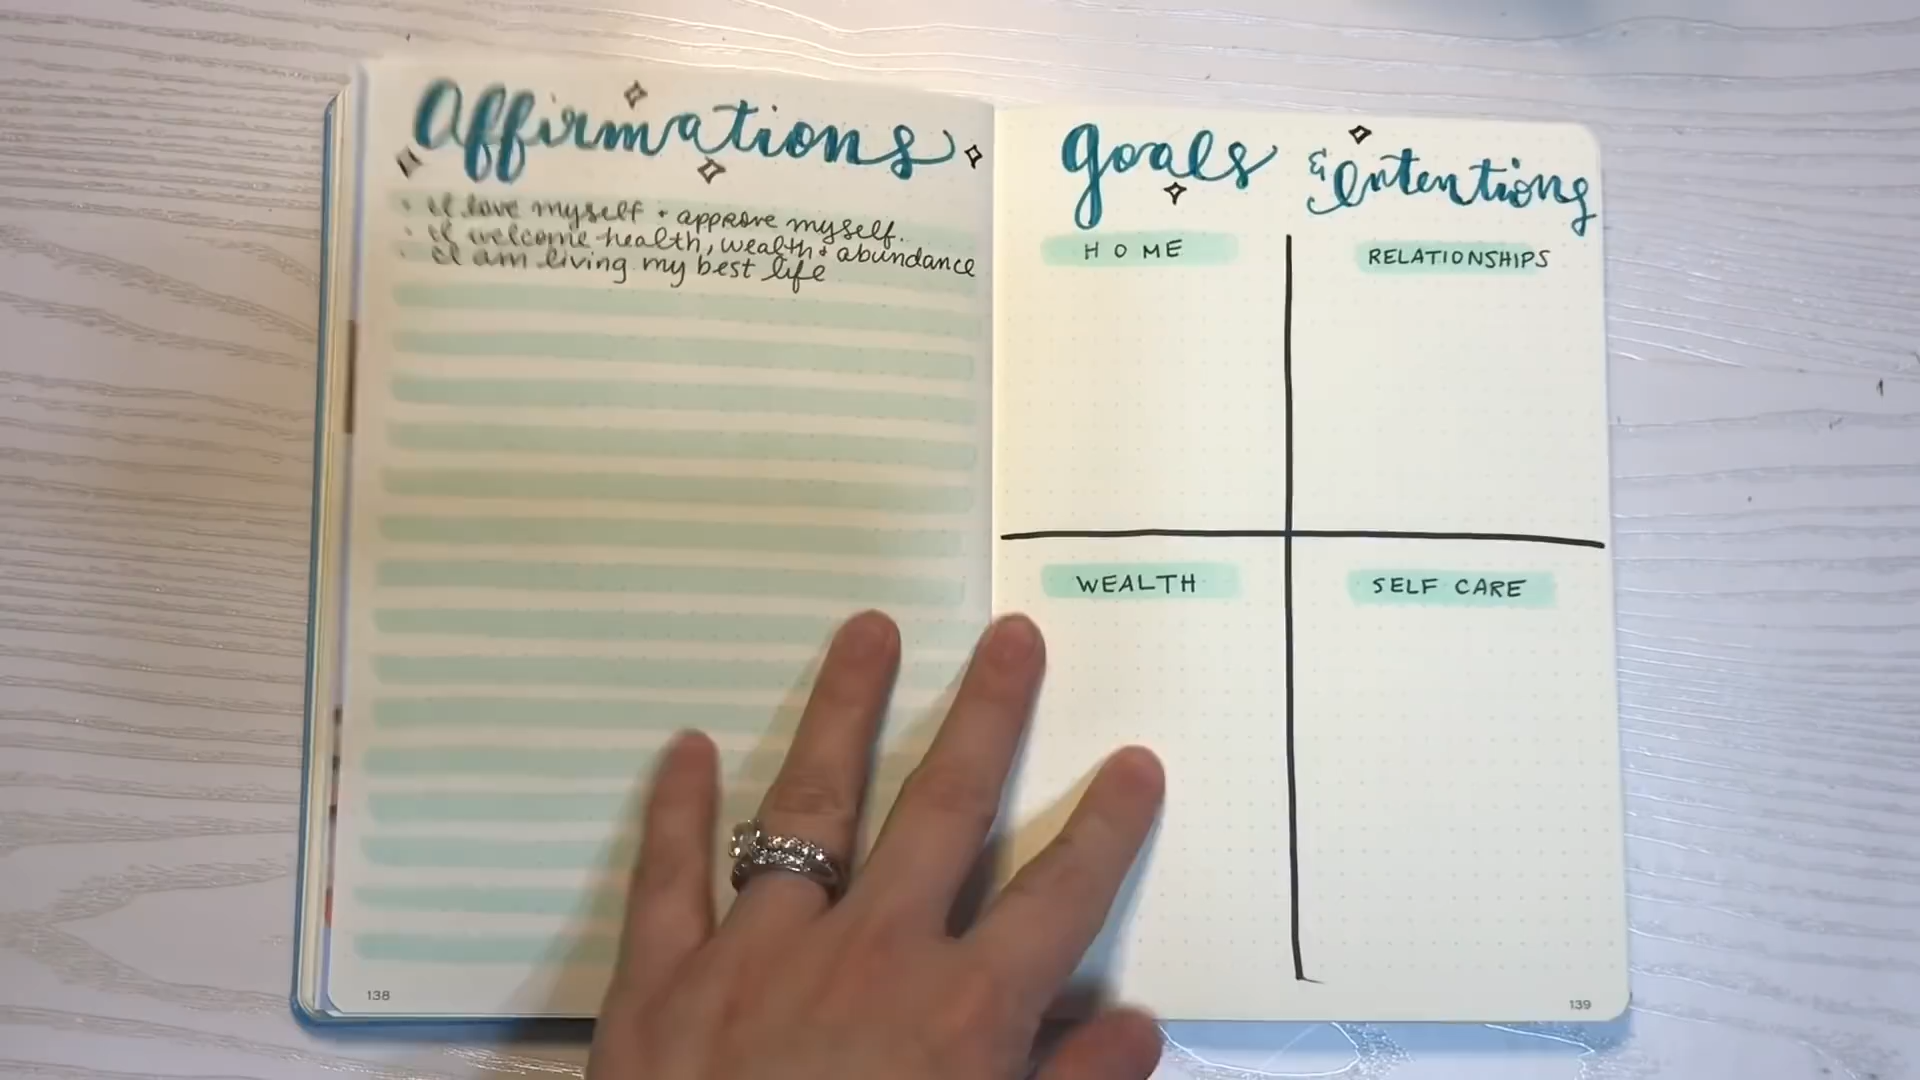 Affirmations
• I love myself + approve myself.
• I welcome health, wealth + abundance
• I am living my best life
138
goals & Intentions
HOME
RELATIONSHIPS
WEALTH
SELF CARE
139